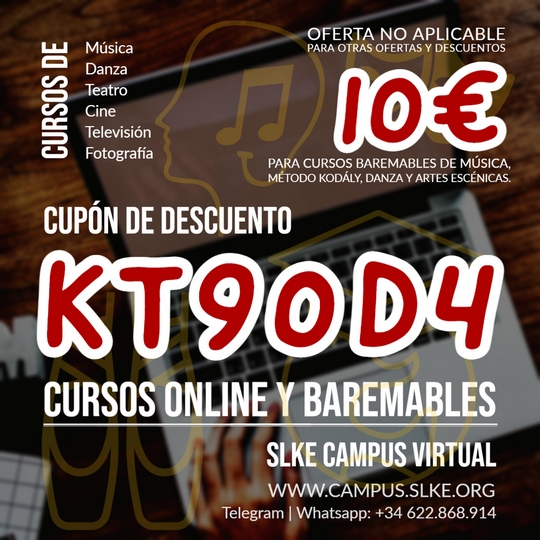 CURSOS DE
Música
Danza
Teatro
Cine
Televisión
Fotografía
OFERTA NO APLICABLE
PARA OTRAS OFERTAS Y DESCUENTOS
10€
PARA CURSOS BAREMABLES DE MÚSICA,
MÉTODO KODÁLY, DANZA Y ARTES ESCÉNICAS.
CUPÓN DE DESCUENTO
KT90D4
CURSOS ONLINE Y BAREMABLES
SLKE CAMPUS VIRTUAL
WWW.CAMPUS.SLKE.ORG
Telegram | Whatsapp: +34 622.868.914